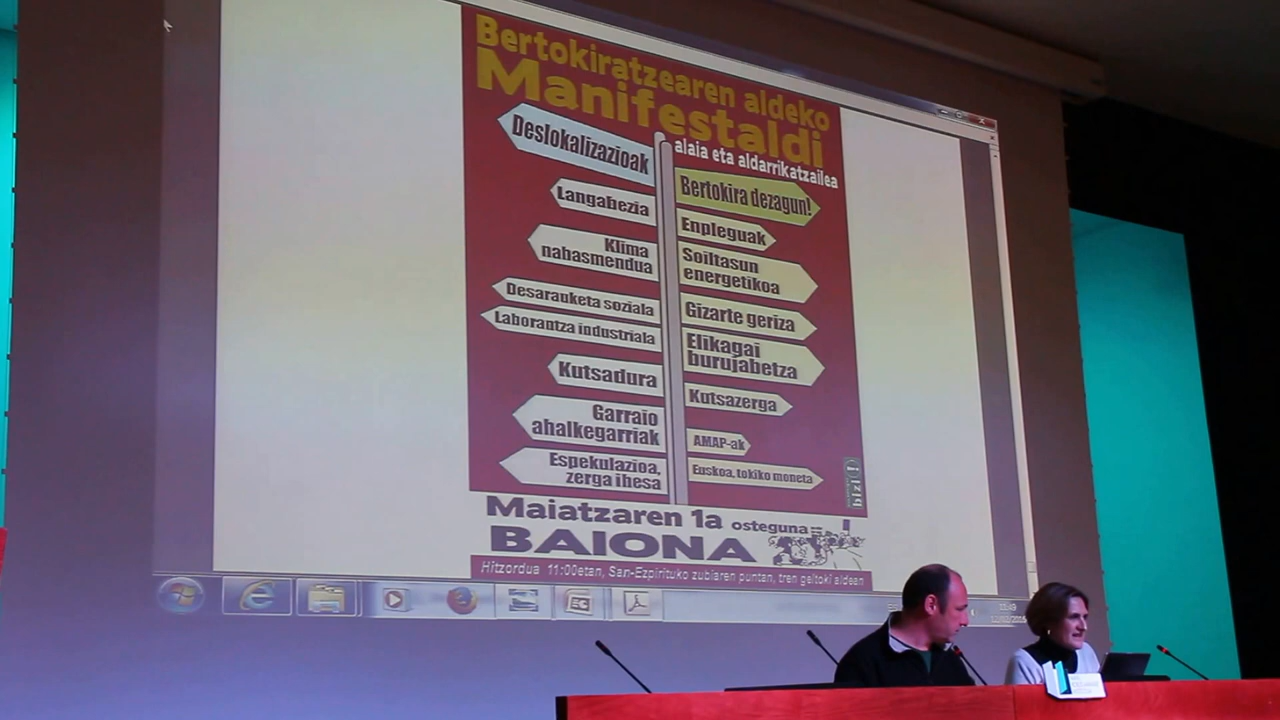 Bertokiratzearen aldeko
Manifestaldi
alaia eta aldarrikatzailea
Deslokalizazioak
Bertokira dezagun!
Langabezia
Enpleguak
Klima
nahasmendua
Soiltasun
energetikoa
Desarauketa soziala
Gizarte geriza
Laborantza industriala
Elikagai
burujabetza
Kutsadura
Kutsazerga
Garraio
ahalkegarriak
AMAP-ak
Espekulazioa,
zerga ihesa
Euskoa, tokiko moneta
bizi!
Maiatzaren 1a osteguna
BAIONA
Hitzordua 11:00etan, San-Ezpirituko zubiaren puntan, tren geltoki aldean